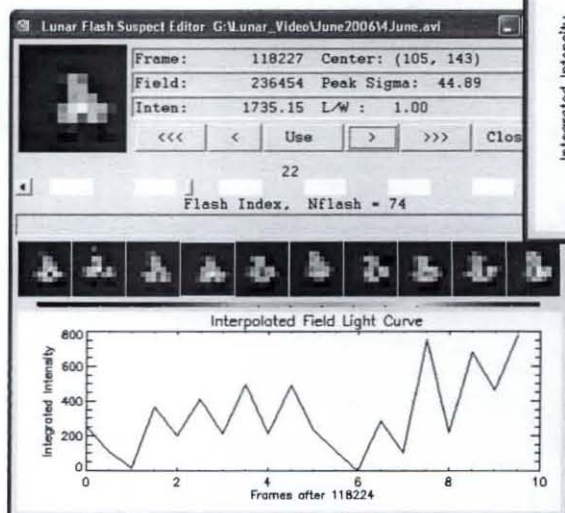 Lunar Flash Suspect Editor G:\Lunar_Video\June2006\4June.avi
Frame: 118227 Center: (105, 143)
Field: 236454 Peak Sigma: 44.89
Inten: 1735.15 L/W : 1.00
<<< < Use > >>> Clos
22
Flash Index, Nflash = 74
Interpolated Field Light Curve
Integrated Intensity
800
600
400
200
0
0 2 4 6 8 10
Frames after 118224
Integrated Intensity